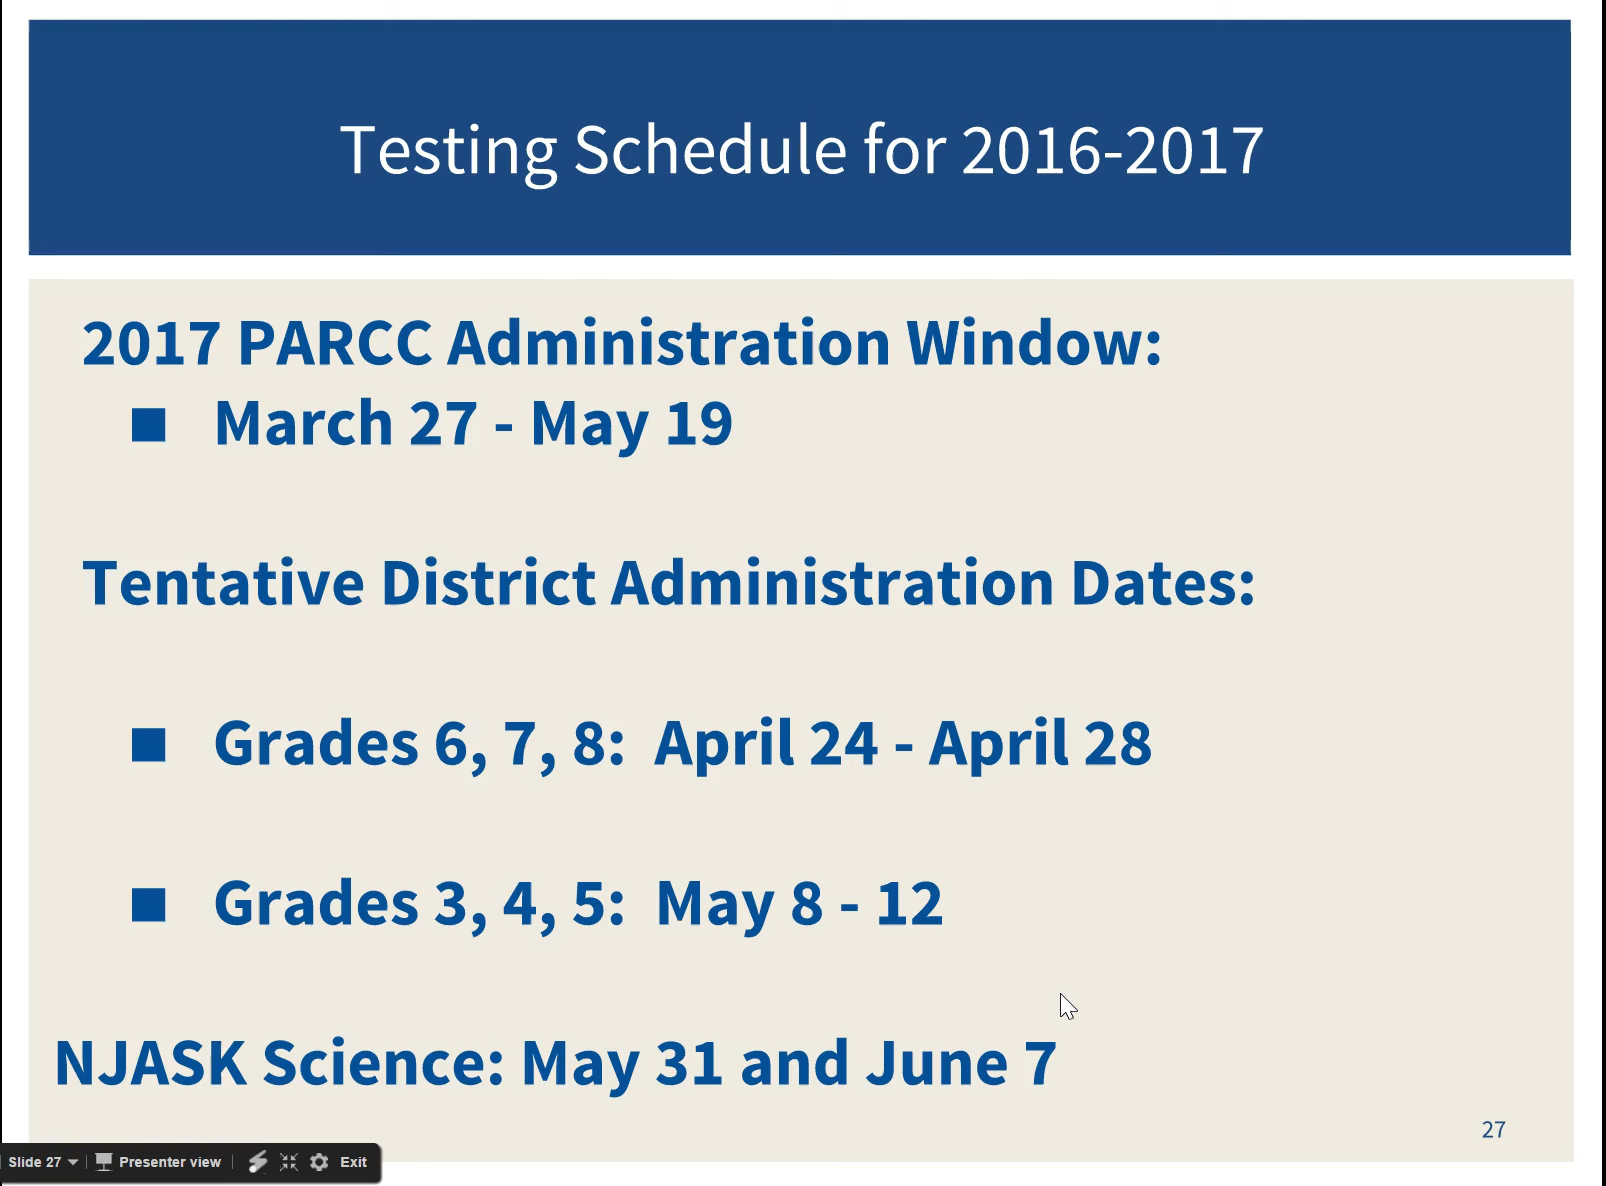 Testing Schedule for 2016-2017
2017 PARCC Administration Window:
■ March 27 - May 19
Tentative District Administration Dates:
■ Grades 6, 7, 8: April 24 - April 28
■ Grades 3, 4, 5: May 8 - 12
NJASK Science: May 31 and June 7
27
Slide 27 Presenter view Exit